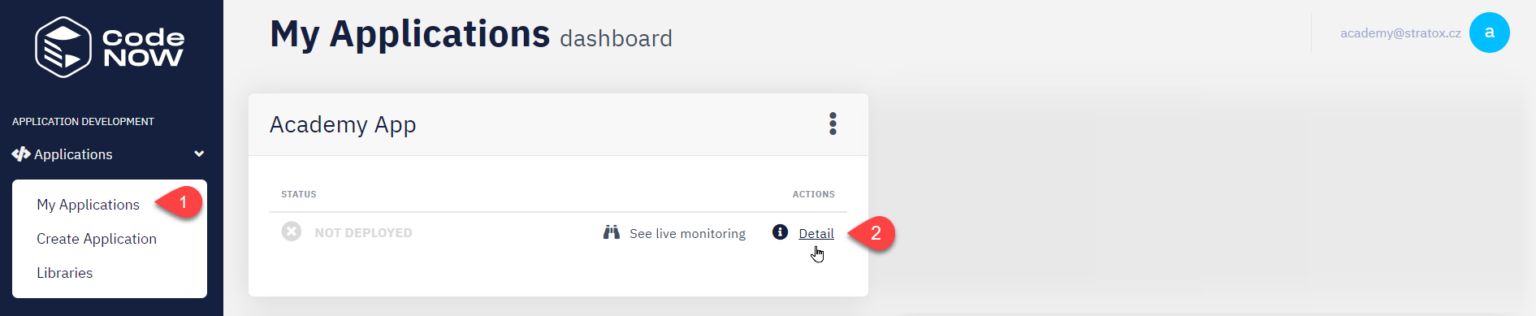 Code
NOW
My Applications dashboard
academy@stratox.cz
a
APPLICATION DEVELOPMENT
Applications
My Applications
1
Create Application
Libraries
Academy App
STATUS
ACTIONS
NOT DEPLOYED
See live monitoring
Detail
2